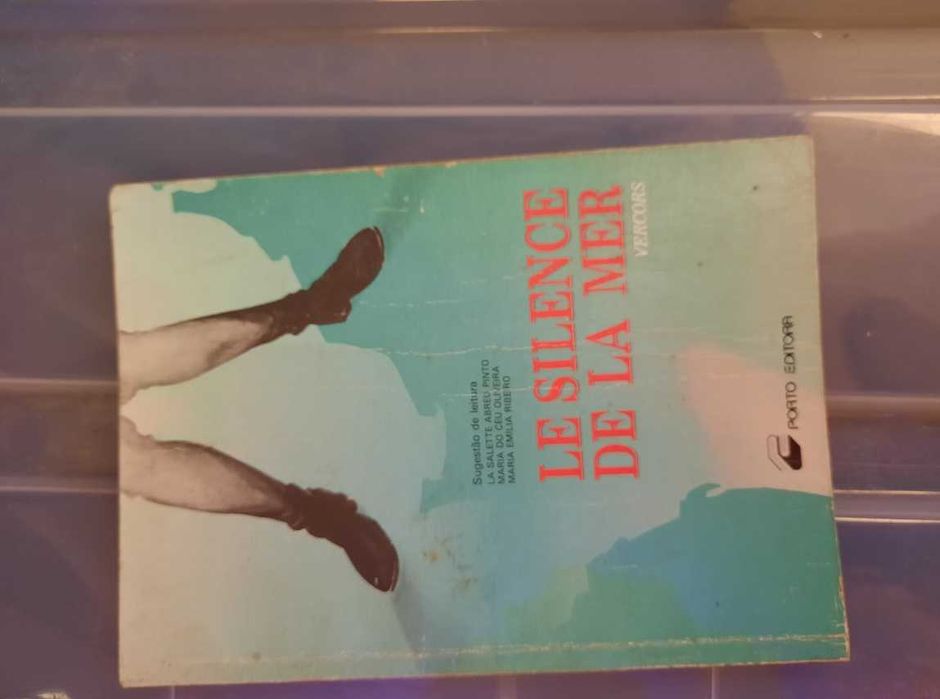 Sugestão de leitura
LA SALETTE ABREU PINTO
MARIA DO CÉU OLIVEIRA
MARIA EMÍLIA RIBEIRO
LE SILENCE
DE LA MER
VERCORS
PORTO EDITORA